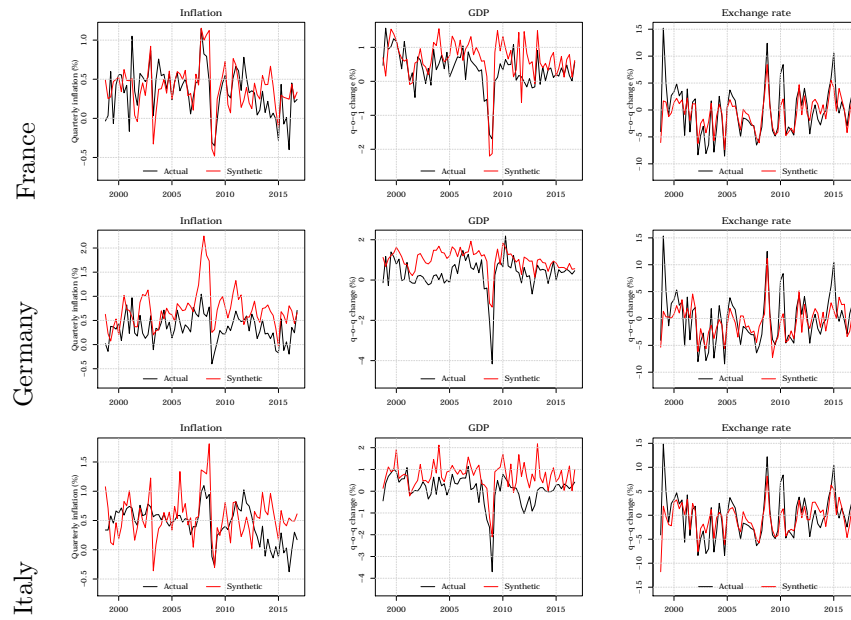 France
Inflation
Quarterly inflation (%)
1.0
0.5
0.0
−0.5
2000 2005 2010 2015
Actual Synthetic
GDP
q−o−q change (%)
1
0
−1
−2
2000 2005 2010 2015
Actual Synthetic
Exchange rate
q−o−q change (%)
15
10
5
0
−5
−10
2000 2005 2010 2015
Actual Synthetic
Germany
Inflation
Quarterly inflation (%)
2.0
1.5
1.0
0.5
0.0
−0.5
2000 2005 2010 2015
Actual Synthetic
GDP
q−o−q change (%)
2
0
−2
−4
2000 2005 2010 2015
Actual Synthetic
Exchange rate
q−o−q change (%)
15
10
5
0
−5
−10
2000 2005 2010 2015
Actual Synthetic
Italy
Inflation
Quarterly inflation (%)
1.5
1.0
0.5
0.0
−0.5
2000 2005 2010 2015
Actual Synthetic
GDP
q−o−q change (%)
2
1
0
−1
−2
−3
−4
2000 2005 2010 2015
Actual Synthetic
Exchange rate
q−o−q change (%)
15
10
5
0
−5
−10
−15
2000 2005 2010 2015
Actual Synthetic